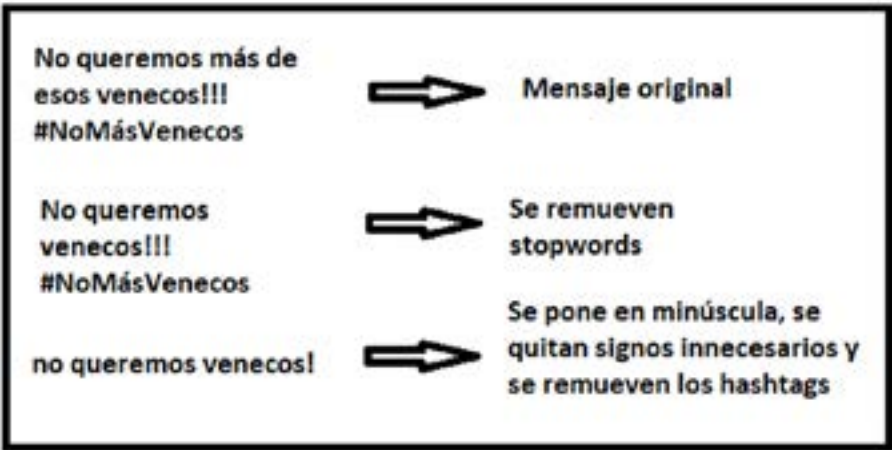 No queremos más de
esos venecos!!!
#NoMásVenecos
Mensaje original
No queremos
venecos!!!
#NoMásVenecos
Se remueven
stopwords
no queremos venecos!
Se pone en minúscula, se
quitan signos innecesarios y
se remueven los hashtags